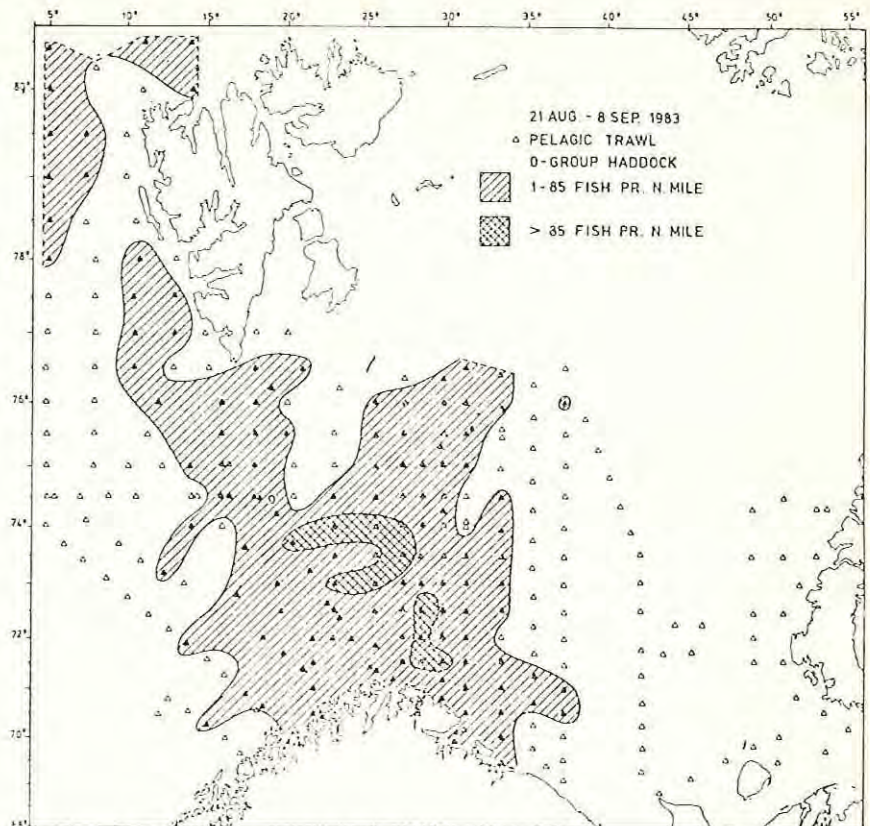 5° 10° 15° 20° 25° 30° 35° 40° 45° 50° 55°
21 AUG. - 8 SEP. 1983
PELAGIC TRAWL
0-GROUP HADDOCK
1-85 FISH PR. N. MILE
> 85 FISH PR. N. MILE
78°
76°
74°
72°
70°